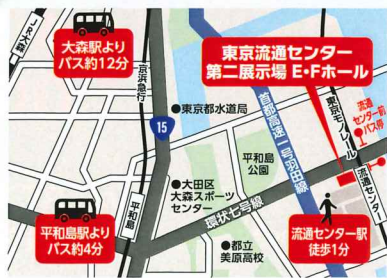 JR大森
大森駅より
バス約12分
京浜急行
東京流通センター
第二展示場 E・Fホール
東京都水道局
15
首都高速一号羽田線
東京モノレール
流通
センター前
バス停
平和島
公園
大田区
大森スポーツ
センター
環状七号線
流通センター
平和島
平和島駅より
バス約4分
都立
美原高校
流通センター駅
徒歩1分